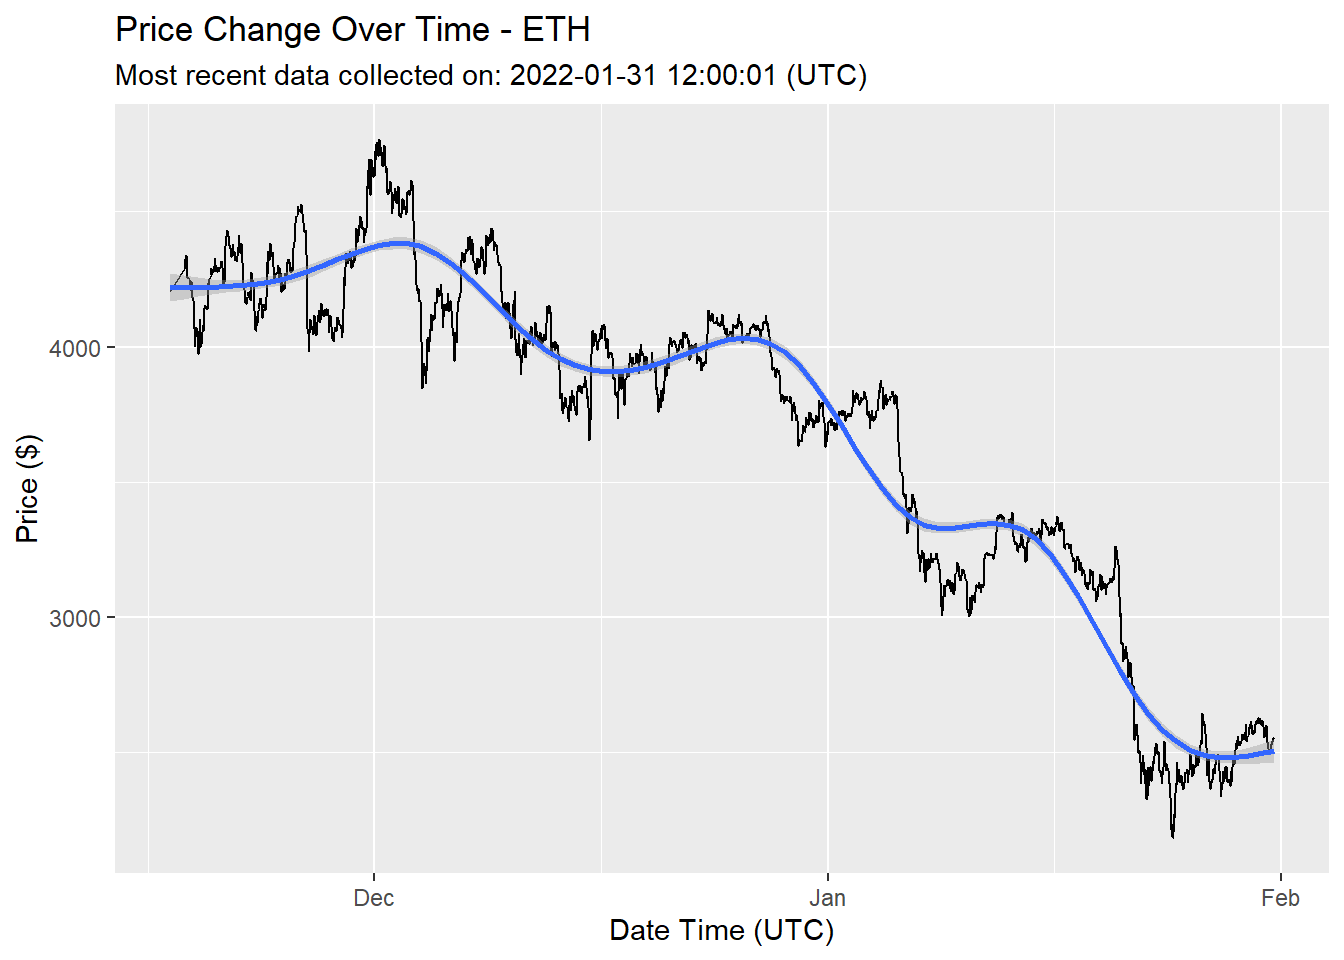 Price Change Over Time - ETH
Most recent data collected on: 2022-01-31 12:00:01 (UTC)
Price ($)
4000
3000
Dec
Jan
Feb
Date Time (UTC)